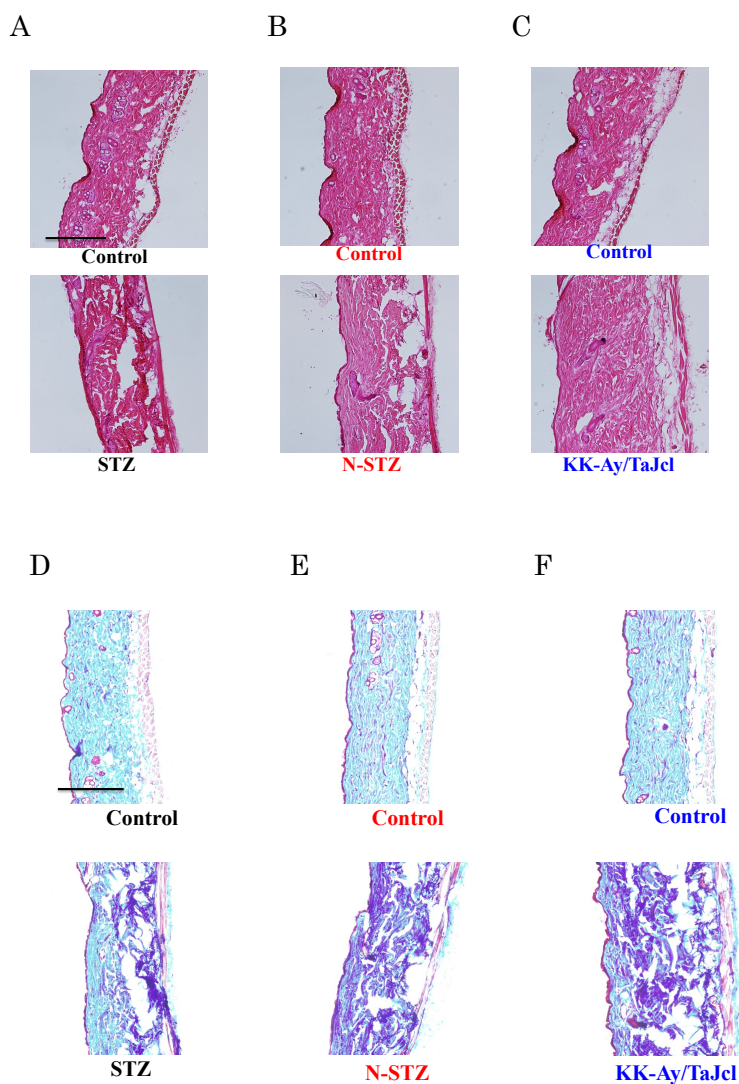 A B C
Control Control Control
STZ N-STZ KK-Ay/TaJcl
D E F
Control Control Control
STZ N-STZ KK-Ay/TaJcl